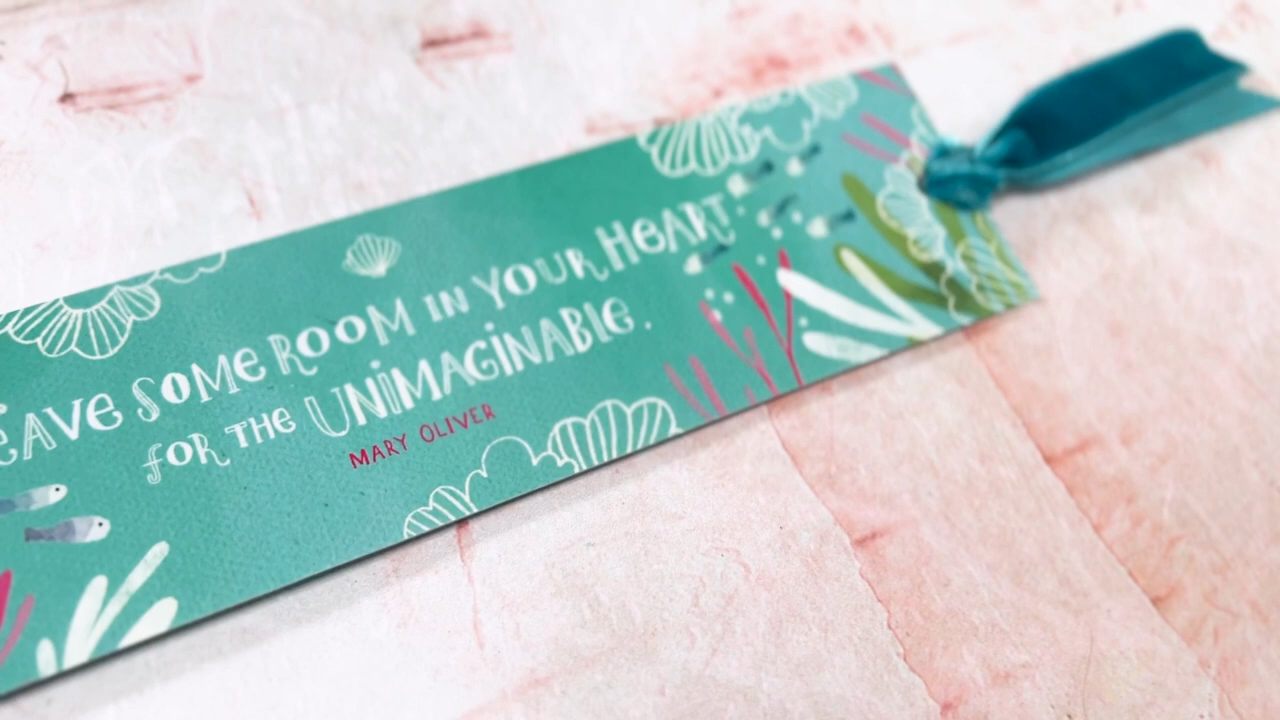 EAVE SOME ROOM IN YOUR HEART
FOR THE UNIMAGINABLE.
MARY OLIVER